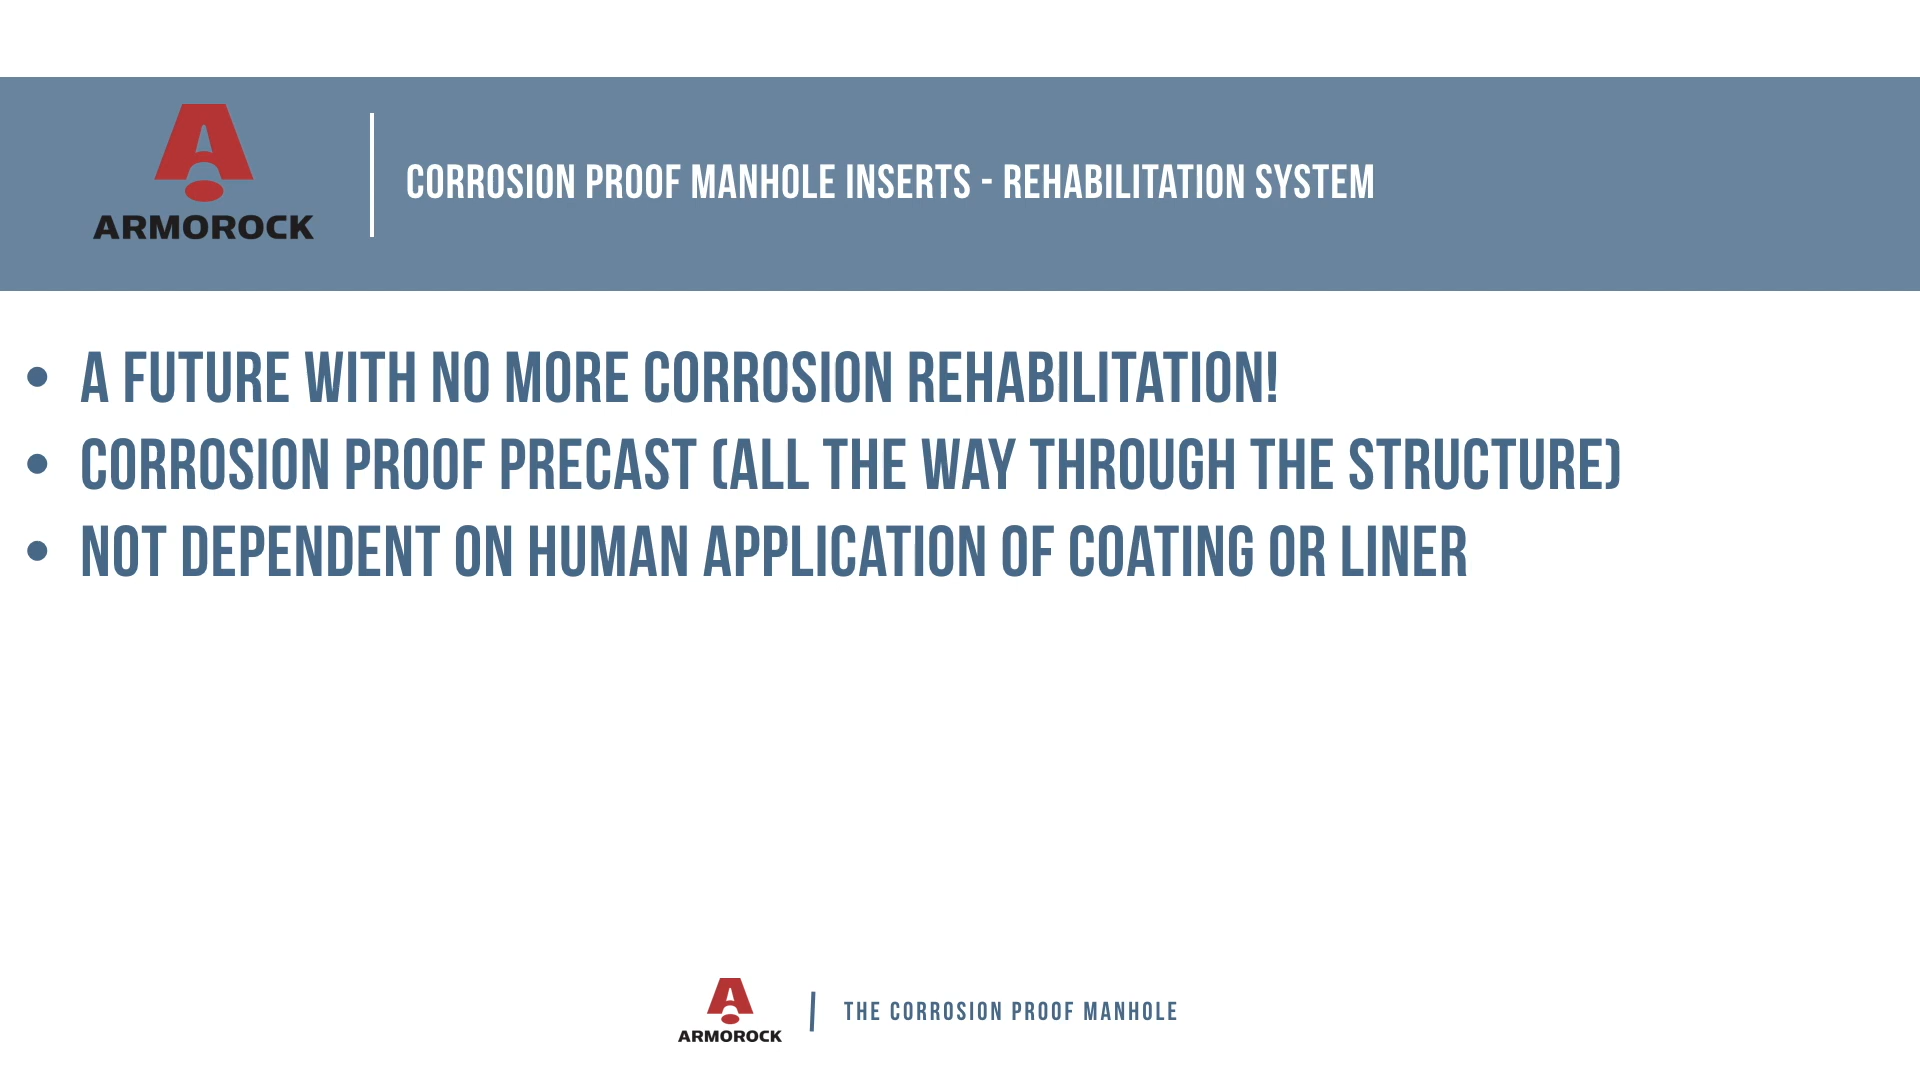 ARMOROCK
CORROSION PROOF MANHOLE INSERTS - REHABILITATION SYSTEM
• A FUTURE WITH NO MORE CORROSION REHABILITATION!
• CORROSION PROOF PRECAST (ALL THE WAY THROUGH THE STRUCTURE)
• NOT DEPENDENT ON HUMAN APPLICATION OF COATING OR LINER
ARMOROCK
THE CORROSION PROOF MANHOLE